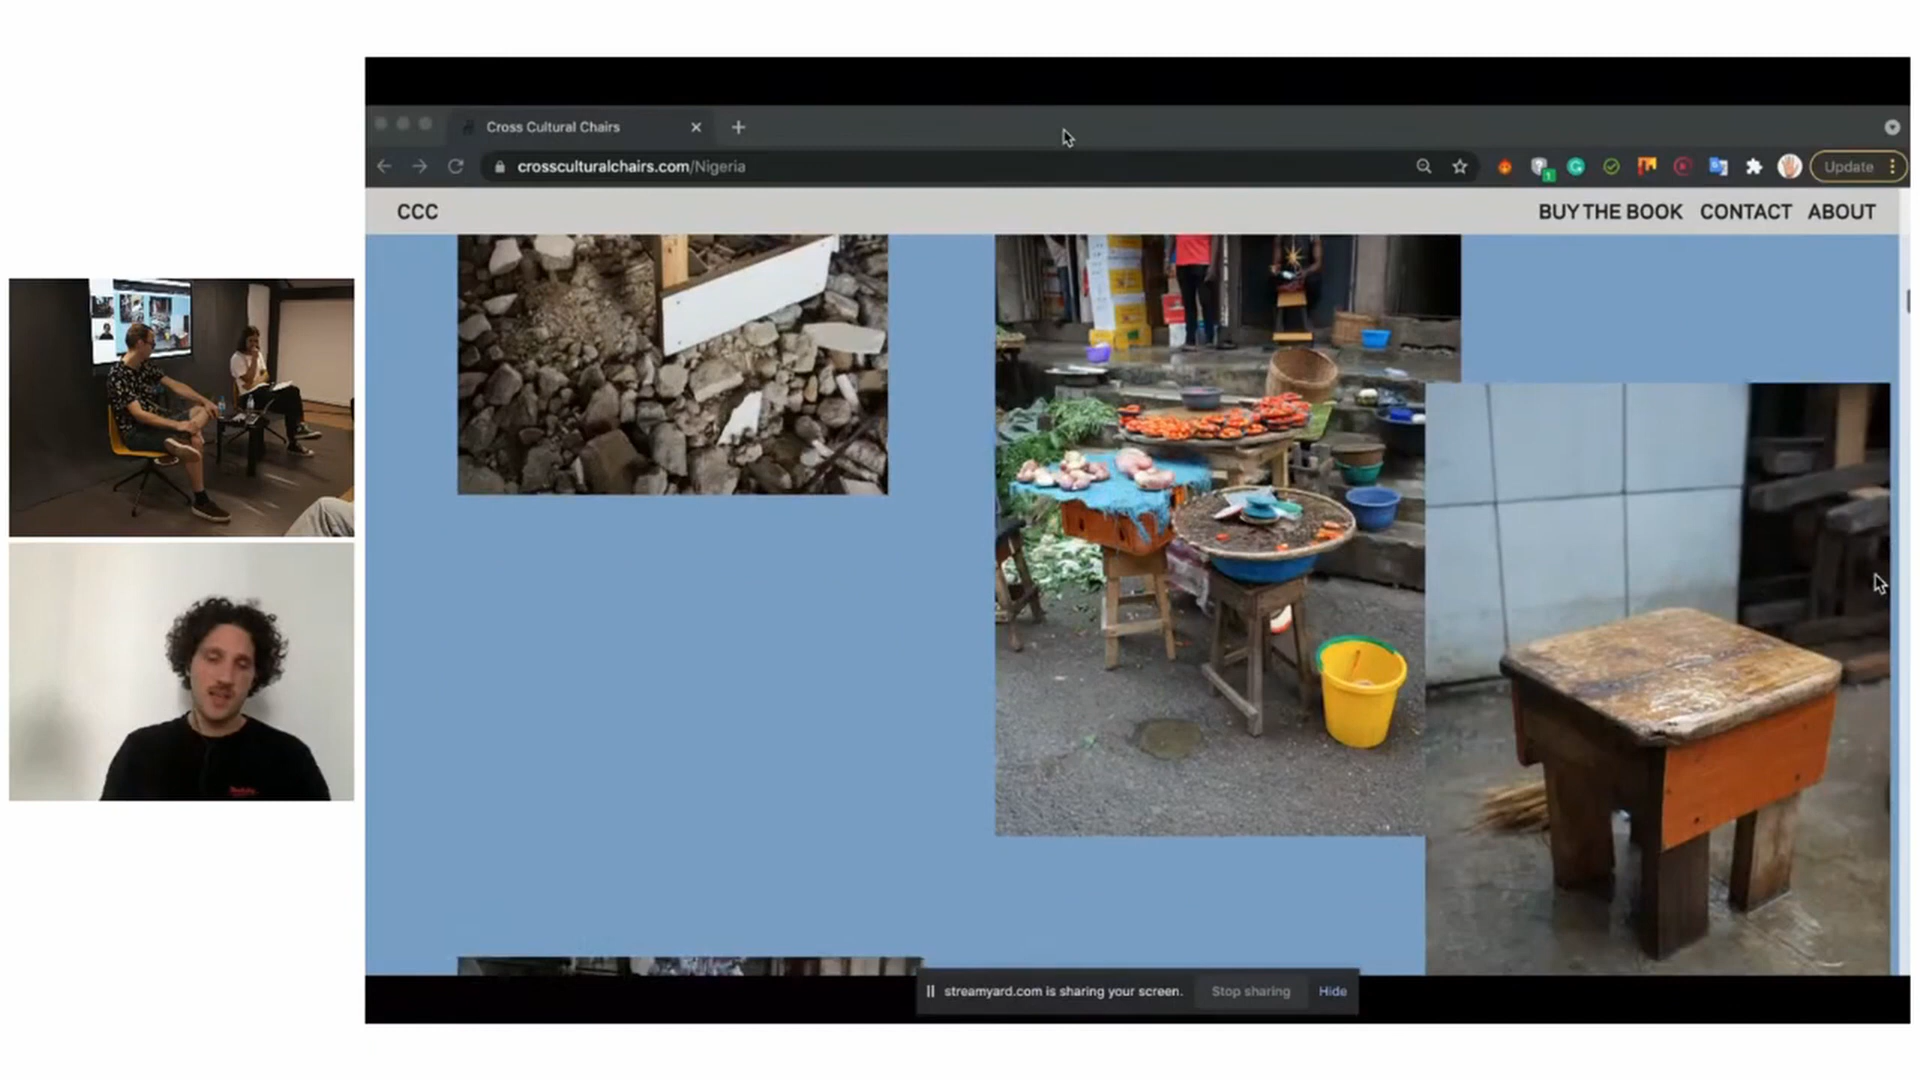 Cross Cultural Chairs
crossculturalchairs.com/Nigeria
1
Update
CCC
BUY THE BOOK CONTACT ABOUT
streamyard.com is sharing your screen. Stop sharing Hide